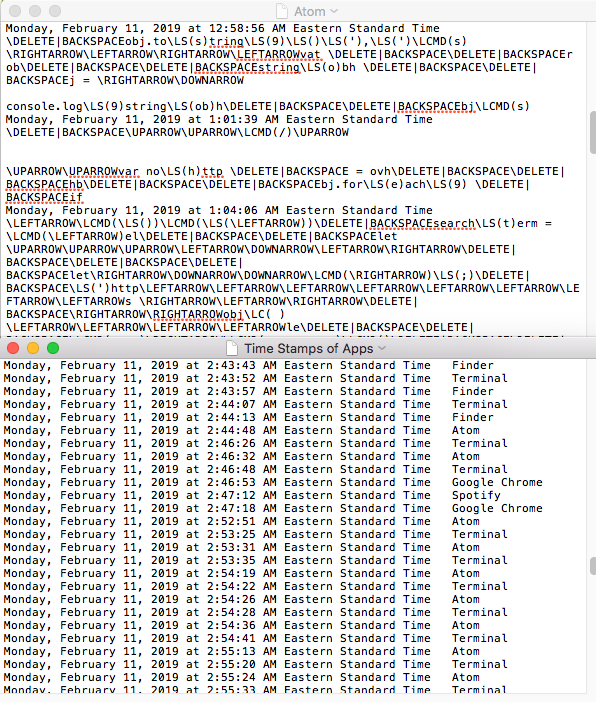 Atom
Monday, February 11, 2019 at 12:58:56 AM Eastern Standard Time
\DELETE|BACKSPACEobj.to\LS(s)tring\LS(9)\LS()\LS('),\LS(')\LCMD(s)
\RIGHTARROW\LEFTARROW\RIGHTARROW\LEFTARROWvat \DELETE|BACKSPACE\DELETE|BACKSPACEr
ob\DELETE|BACKSPACE\DELETE|BACKSPACEstring\LS(o)bh \DELETE|BACKSPACE\DELETE|
BACKSPACEj = \RIGHTARROW\DOWNARROW
console.log\LS(9)string\LS(ob)h\DELETE|BACKSPACE\DELETE|BACKSPACEbj\LCMD(s)
Monday, February 11, 2019 at 1:01:39 AM Eastern Standard Time
\DELETE|BACKSPACE\UPARROW\UPARROW\LCMD(/)\UPARROW
\UPARROW\UPARROWvar no\LS(h)ttp \DELETE|BACKSPACE = ovh\DELETE|BACKSPACE\DELETE|
BACKSPACEhb\DELETE|BACKSPACE\DELETE|BACKSPACEbj.for\LS(e)ach\LS(9) \DELETE|
BACKSPACEif
Monday, February 11, 2019 at 1:04:06 AM Eastern Standard Time
\LEFTARROW\LCMD(\LS())\LCMD(\LS(\LEFTARROW))\DELETE|BACKSPACEsearch\LS(t)erm =
\LCMD(\LEFTARROW)el\DELETE|BACKSPACE\DELETE|BACKSPACElet
\UPARROW\UPARROW\UPARROW\LEFTARROW\DOWNARROW\LEFTARROW\RIGHTARROW\DELETE|
BACKSPACE\DELETE|BACKSPACE\DELETE|
BACKSPACElet\RIGHTARROW\DOWNARROW\DOWNARROW\LCMD(\RIGHTARROW)\LS(;)\DELETE|
BACKSPACE\LS(')http\LEFTARROW\LEFTARROW\LEFTARROW\LEFTARROW\LEFTARROW\LEFTARROW\LE
FTARROW\LEFTARROWs \RIGHTARROW\LEFTARROW\RIGHTARROW\DELETE|
BACKSPACE\RIGHTARROW\RIGHTARROWobj\LC( )
\LEFTARROW\LEFTARROW\LEFTARROW\LEFTARROWle\DELETE|BACKSPACE\DELETE|
Time Stamps of Apps
Monday, February 11, 2019 at 2:43:43 AM Eastern Standard Time Finder
Monday, February 11, 2019 at 2:43:52 AM Eastern Standard Time Terminal
Monday, February 11, 2019 at 2:43:57 AM Eastern Standard Time Finder
Monday, February 11, 2019 at 2:44:07 AM Eastern Standard Time Terminal
Monday, February 11, 2019 at 2:44:13 AM Eastern Standard Time Finder
Monday, February 11, 2019 at 2:44:48 AM Eastern Standard Time Atom
Monday, February 11, 2019 at 2:46:26 AM Eastern Standard Time Terminal
Monday, February 11, 2019 at 2:46:32 AM Eastern Standard Time Atom
Monday, February 11, 2019 at 2:46:48 AM Eastern Standard Time Terminal
Monday, February 11, 2019 at 2:46:53 AM Eastern Standard Time Google Chrome
Monday, February 11, 2019 at 2:47:12 AM Eastern Standard Time Spotify
Monday, February 11, 2019 at 2:47:18 AM Eastern Standard Time Google Chrome
Monday, February 11, 2019 at 2:52:51 AM Eastern Standard Time Atom
Monday, February 11, 2019 at 2:53:25 AM Eastern Standard Time Terminal
Monday, February 11, 2019 at 2:53:31 AM Eastern Standard Time Atom
Monday, February 11, 2019 at 2:53:35 AM Eastern Standard Time Terminal
Monday, February 11, 2019 at 2:54:19 AM Eastern Standard Time Atom
Monday, February 11, 2019 at 2:54:22 AM Eastern Standard Time Terminal
Monday, February 11, 2019 at 2:54:26 AM Eastern Standard Time Atom
Monday, February 11, 2019 at 2:54:28 AM Eastern Standard Time Terminal
Monday, February 11, 2019 at 2:54:36 AM Eastern Standard Time Atom
Monday, February 11, 2019 at 2:54:41 AM Eastern Standard Time Terminal
Monday, February 11, 2019 at 2:55:13 AM Eastern Standard Time Atom
Monday, February 11, 2019 at 2:55:20 AM Eastern Standard Time Terminal
Monday, February 11, 2019 at 2:55:24 AM Eastern Standard Time Atom
Monday, February 11, 2019 at 2:55:33 AM Eastern Standard Time Terminal